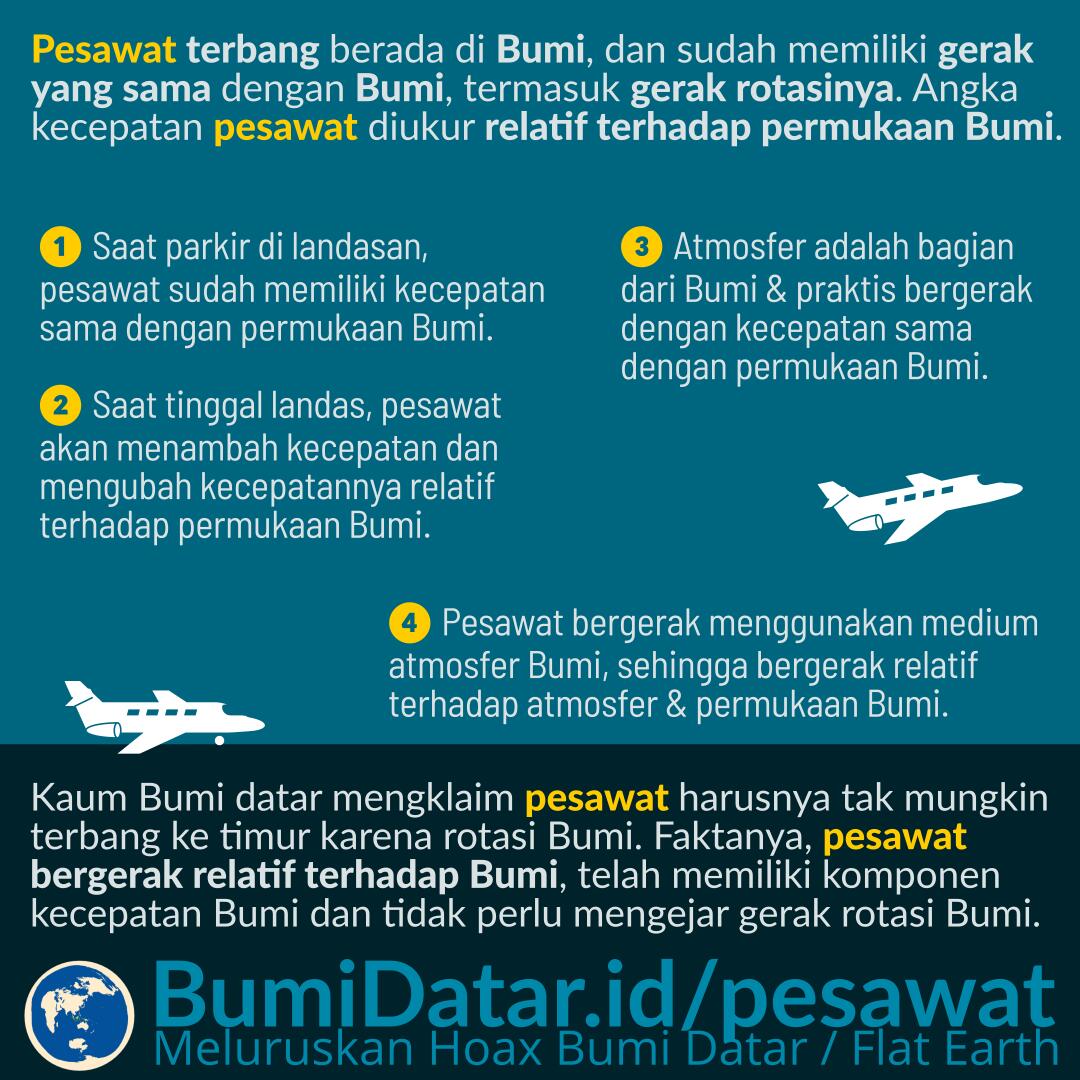 Pesawat terbang berada di Bumi, dan sudah memiliki gerak
yang sama dengan Bumi, termasuk gerak rotasinya. Angka
kecepatan pesawat diukur relatif terhadap permukaan Bumi.
1 Saat parkir di landasan,
pesawat sudah memiliki kecepatan
sama dengan permukaan Bumi.
2 Saat tinggal landas, pesawat
akan menambah kecepatan dan
mengubah kecepatannya relatif
terhadap permukaan Bumi.
3 Atmosfer adalah bagian
dari Bumi & praktis bergerak
dengan kecepatan sama
dengan permukaan Bumi.
4 Pesawat bergerak menggunakan medium
atmosfer Bumi, sehingga bergerak relatif
terhadap atmosfer & permukaan Bumi.
Kaum Bumi datar mengklaim pesawat harusnya tak mungkin
terbang ke timur karena rotasi Bumi. Faktanya, pesawat
bergerak relatif terhadap Bumi, telah memiliki komponen
kecepatan Bumi dan tidak perlu mengejar gerak rotasi Bumi.
BumiDatar.id/pesawat
Meluruskan Hoax Bumi Datar / Flat Earth